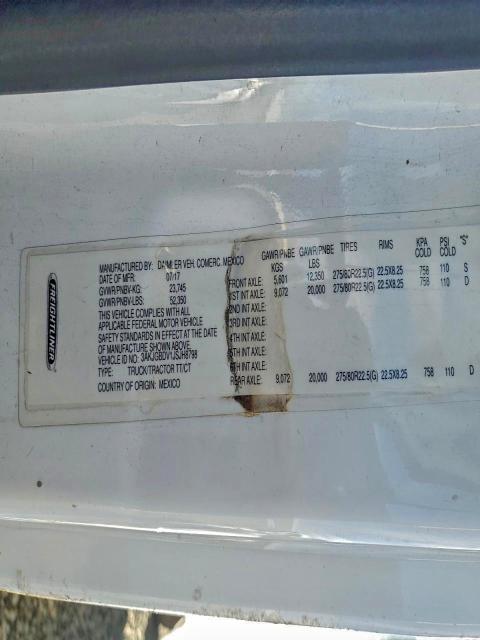 FREIGHTLINER
MANUFACTURED BY: DAIMLER VEH. COMERC. MEXICO
DATE OF MFR. 07/17
GVWR/PNBV-KG: 23,745
GVWR/PNBV-LBS: 52,350
THIS VEHICLE COMPLIES WITH ALL
APPLICABLE FEDERAL MOTOR VEHICLE
SAFETY STANDARDS IN EFFECT AT THE DATE
OF MANUFACTURE SHOWN ABOVE.
VEHICLE ID NO.: 3AKJGBDV1JSJH8798
TYPE: TRUCK/TRACTOR TT/CT
COUNTRY OF ORIGIN: MEXICO
GAWR/PNBE KGS GAWR/PNBE LBS TIRES RIMS KPA COLD PSI COLD "S"
FRONT AXLE: 5,601 12,350 275/80R22.5(G) 22.5X8.25 758 110 S
1ST INT AXLE: 9,072 20,000 275/80R22.5(G) 22.5X8.25 758 110 D
2ND INT AXLE:
3RD INT AXLE:
4TH INT AXLE:
5TH INT AXLE:
6TH INT AXLE:
REAR AXLE: 9,072 20,000 275/80R22.5(G) 22.5X8.25 758 110 D